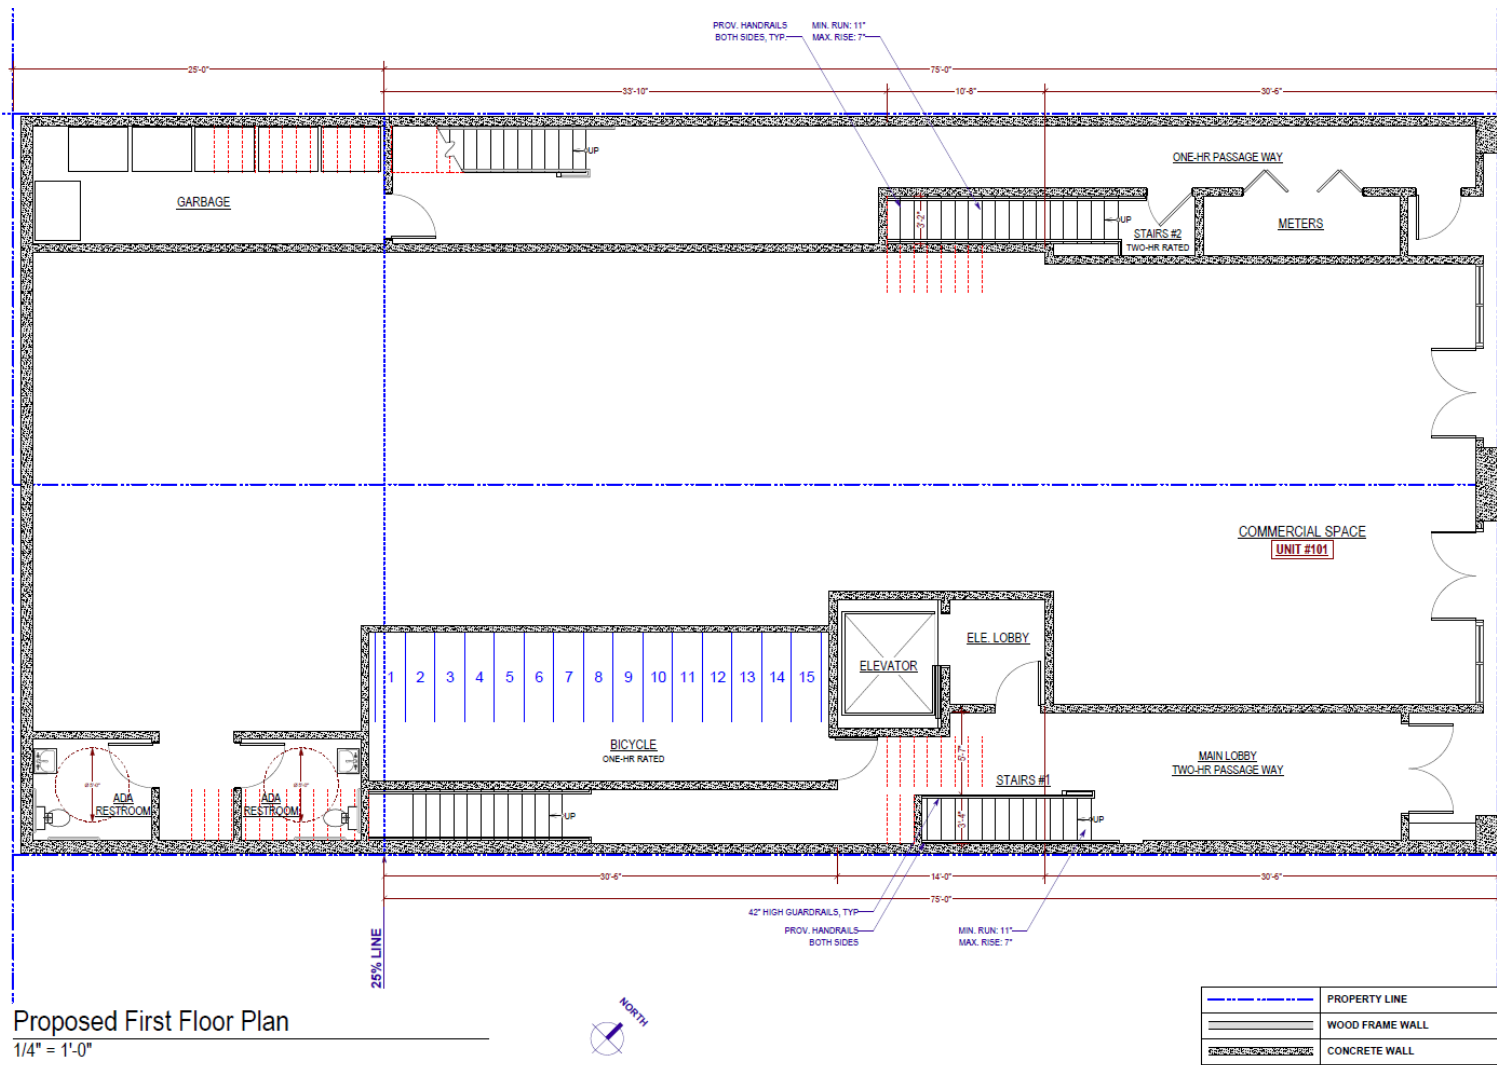 PROV. HANDRAILS
BOTH SIDES, TYP.
MIN. RUN: 11"
MAX. RISE: 7"
25'-0"
75'-0"
33'-10"
10'-8"
30'-6"
UP
ONE-HR PASSAGE WAY
GARBAGE
3'-2"
UP
STAIRS #2
TWO-HR RATED
METERS
COMMERCIAL SPACE
UNIT #101
ELE. LOBBY
ELEVATOR
1 2 3 4 5 6 7 8 9 10 11 12 13 14 15
BICYCLE
ONE-HR RATED
5'-7"
MAIN LOBBY
TWO-HR PASSAGE WAY
STAIRS #1
ADA
RESTROOM
ADA
RESTROOM
UP
3'-4"
UP
30'-6"
14'-0"
30'-6"
75'-0"
42" HIGH GUARDRAILS, TYP
PROV. HANDRAILS
BOTH SIDES
MIN. RUN: 11"
MAX. RISE: 7"
25% LINE
NORTH
Proposed First Floor Plan
1/4" = 1'-0"
PROPERTY LINE
WOOD FRAME WALL
CONCRETE WALL